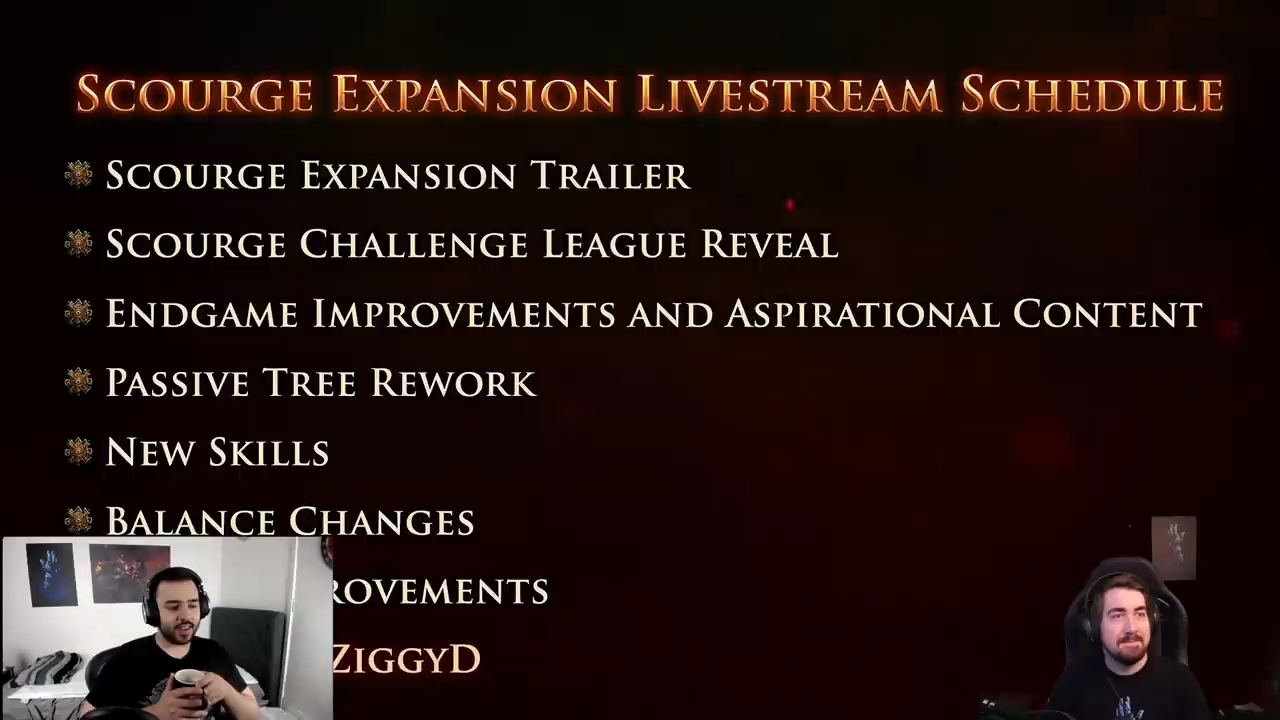 Scourge Expansion Livestream Schedule
Scourge Expansion Trailer
Scourge Challenge League Reveal
Endgame Improvements and Aspirational Content
Passive Tree Rework
New Skills
Balance Changes
rovements
ZiggyD